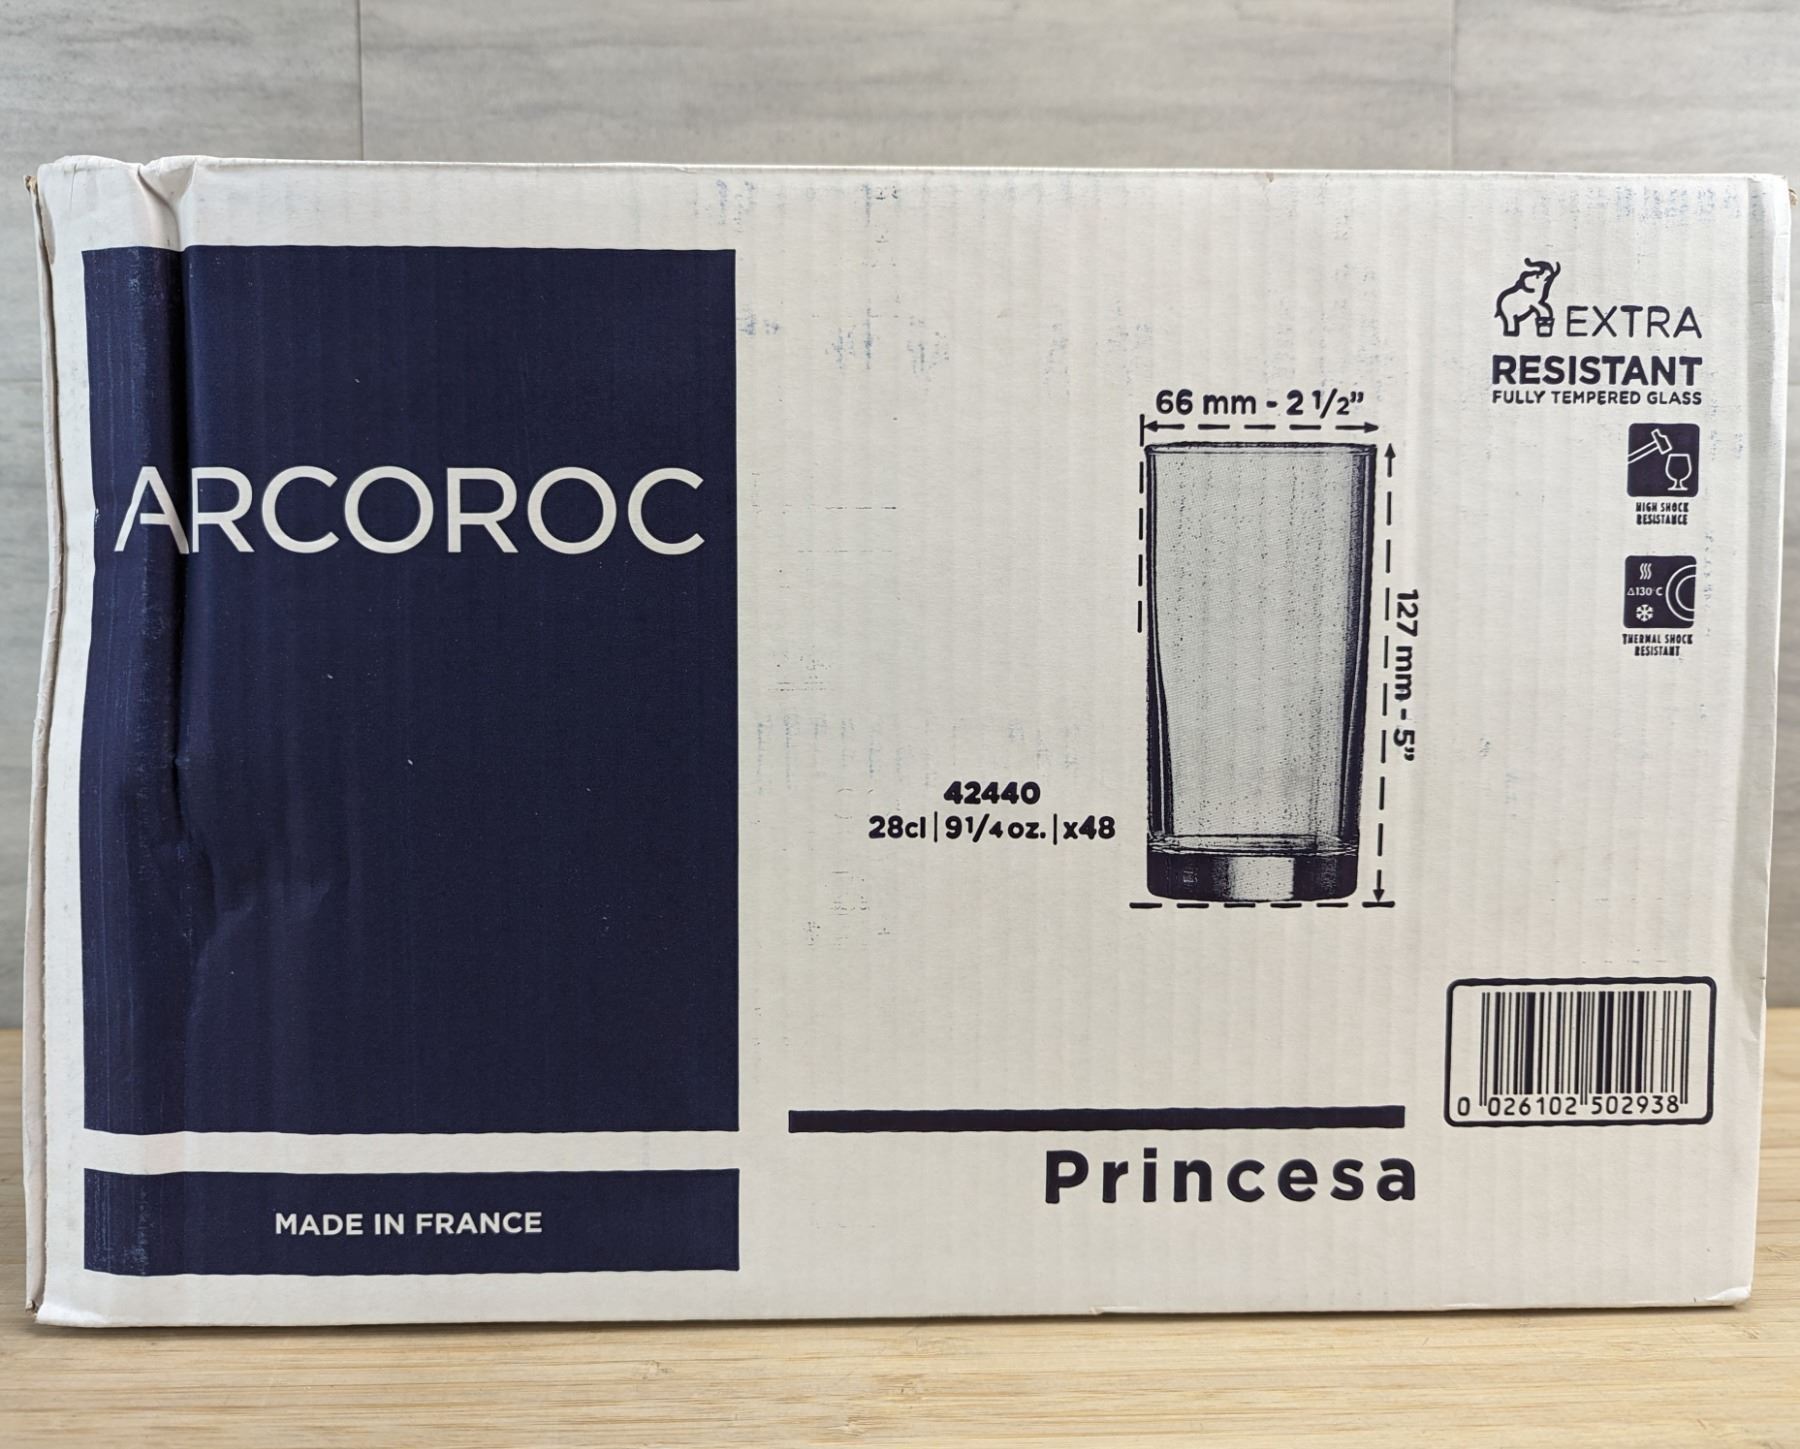 ARCOROC
MADE IN FRANCE
66 mm - 2 1/2”
127 mm - 5”
42440
28cl | 9 1/4 oz. | x48
EXTRA
RESISTANT
FULLY TEMPERED GLASS
HIGH SHOCK
RESISTANCE
△130°C
THERMAL SHOCK
RESISTANT
0 026102 502938
Princesa